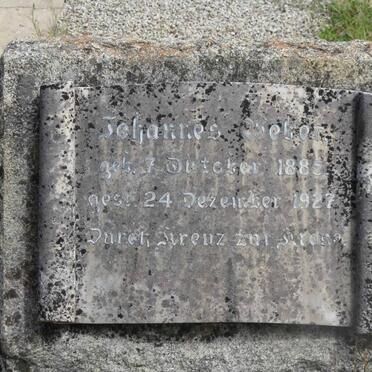 Johannes
geb. 7. Oktober 1885
gest. 24 Dezember 1927
Durch Kreuz zur Krone